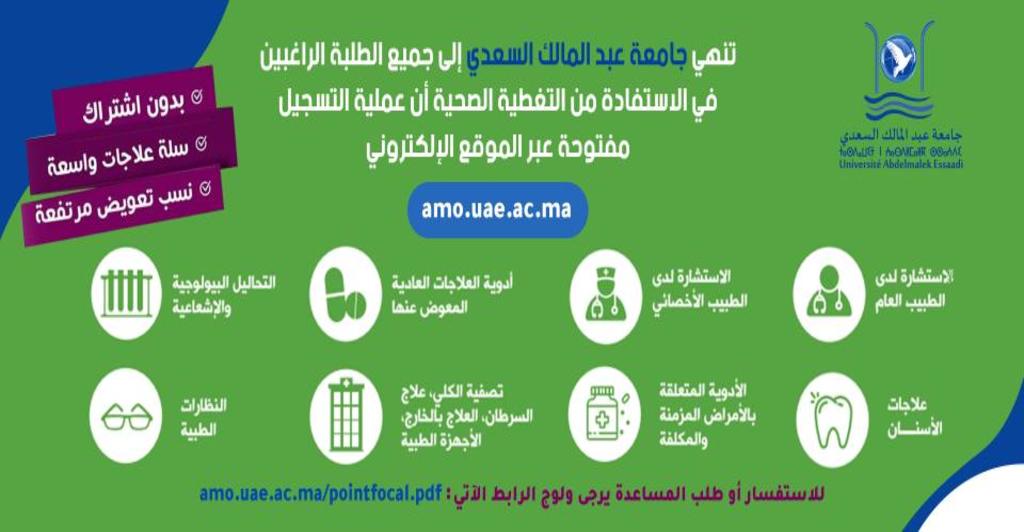 تنهي جامعة عبد المالك السعدي إلى جميع الطلبة الراغبين
في الاستفادة من التغطية الصحية أن عملية التسجيل
مفتوحة عبر الموقع الإلكتروني
amo.uae.ac.ma
جامعة عبد المالك السعدي
Université Abdelmalek Essaadi
بدون اشتراك
سلة علاجات واسعة
نسب تعويض مرتفعة
الاستشارة لدى
الطبيب العام
الاستشارة لدى
الطبيب الأخصائي
أدوية العلاجات العادية
المعوض عنها
التحاليل البيولوجية
والإشعاعية
علاجات
الأســنان
الأدوية المتعلقة
بالأمراض المزمنة
والمكلفة
تصفية الكلي، علاج
السرطان، العلاج بالخارج،
الأجهزة الطبية
النظارات
الطبية
للاستفسار أو طلب المساعدة يرجى ولوج الرابط الآتي: amo.uae.ac.ma/pointfocal.pdf